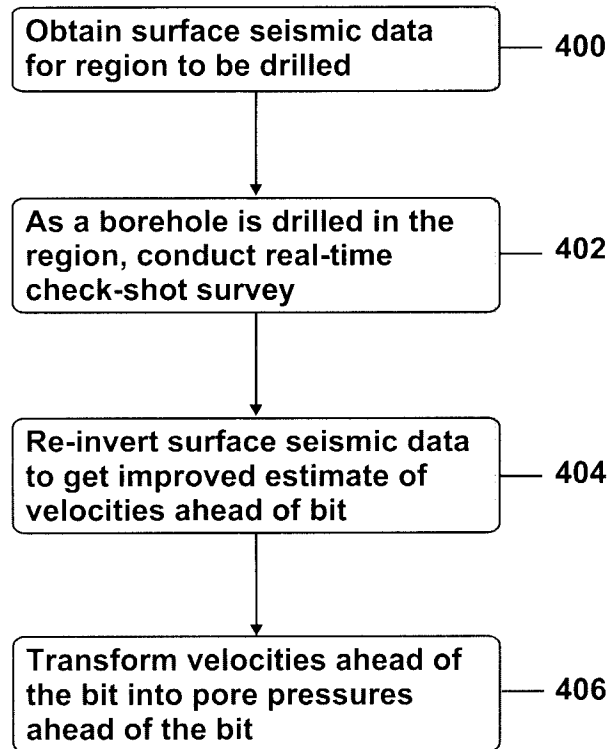 Obtain surface seismic data
for region to be drilled
400
As a borehole is drilled in the
region, conduct real-time
check-shot survey
402
Re-invert surface seismic data
to get improved estimate of
velocities ahead of bit
404
Transform velocities ahead of
the bit into pore pressures
ahead of the bit
406